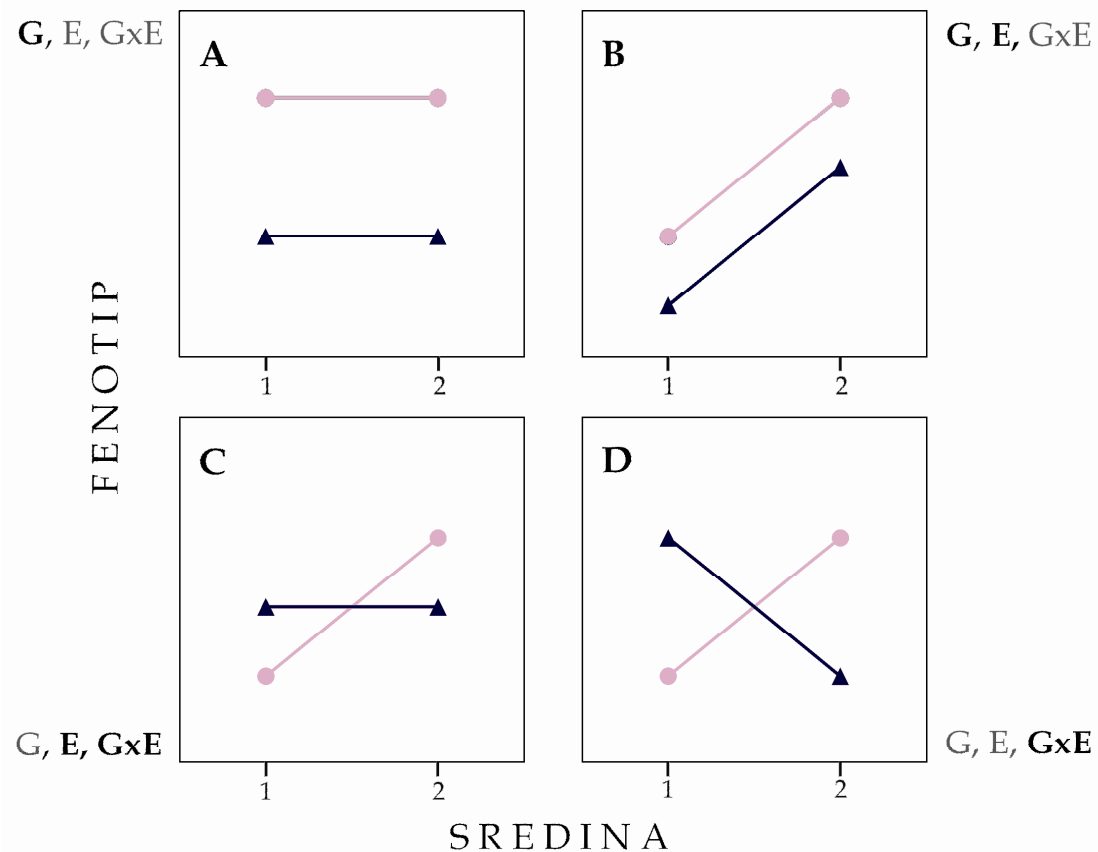 G, E, GxE
A
B
G, E, GxE
1
2
1
2
FENOTIP
C
D
G, E, GxE
G, E, GxE
1
2
1
2
SREDINA